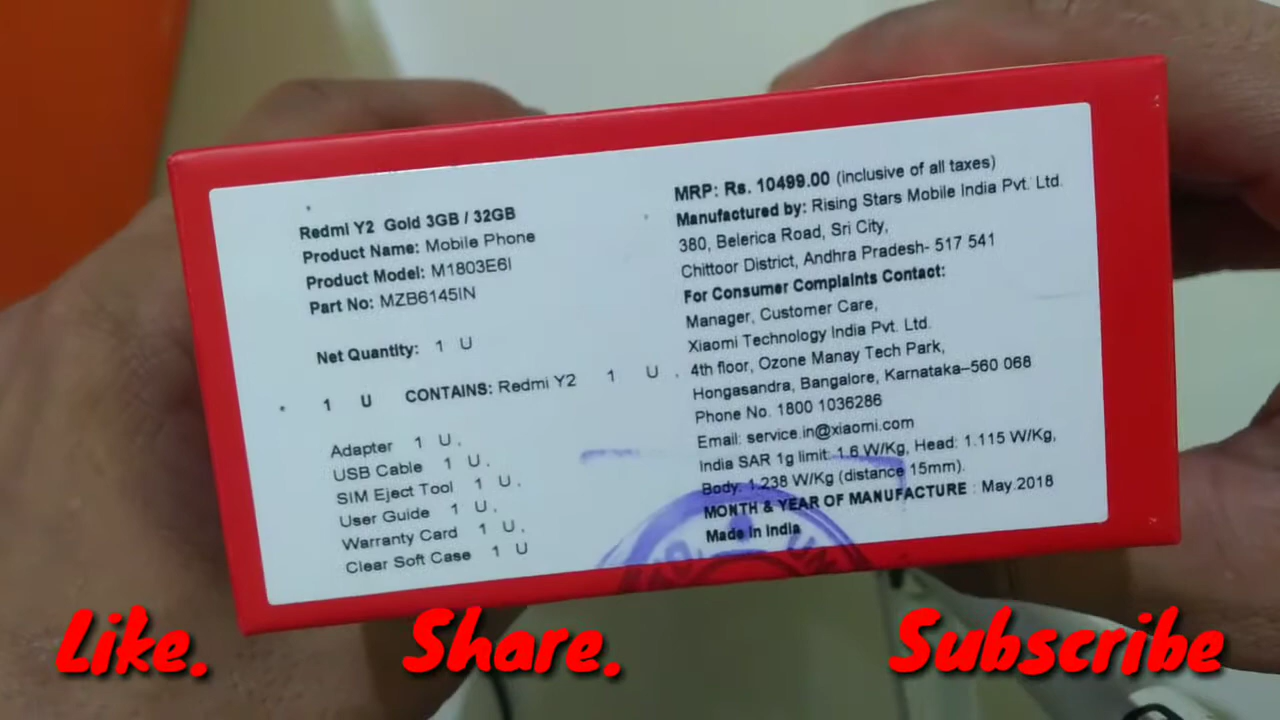 Redmi Y2 Gold 3GB / 32GB
Product Name: Mobile Phone
Product Model: M1803E6I
Part No: MZB6145IN
Net Quantity: 1 U
1 U CONTAINS: Redmi Y2 1 U .
Adapter 1 U .
USB Cable 1 U .
SIM Eject Tool 1 U .
User Guide 1 U .
Warranty Card 1 U .
Clear Soft Case 1 U
MRP: Rs. 10499.00 (inclusive of all taxes)
Manufactured by: Rising Stars Mobile India Pvt. Ltd.
380, Belerica Road, Sri City,
Chittoor District, Andhra Pradesh- 517 541
For Consumer Complaints Contact:
Manager, Customer Care,
Xiaomi Technology India Pvt. Ltd.
4th floor, Ozone Manay Tech Park,
Hongasandra, Bangalore, Karnataka–560 068
Phone No. 1800 1036286
Email: service.in@xiaomi.com
India SAR 1g limit: 1.6 W/Kg, Head: 1.115 W/Kg,
Body: 1.238 W/Kg (distance 15mm).
MONTH & YEAR OF MANUFACTURE : May.2018
Made In India
Like. Share. Subscribe